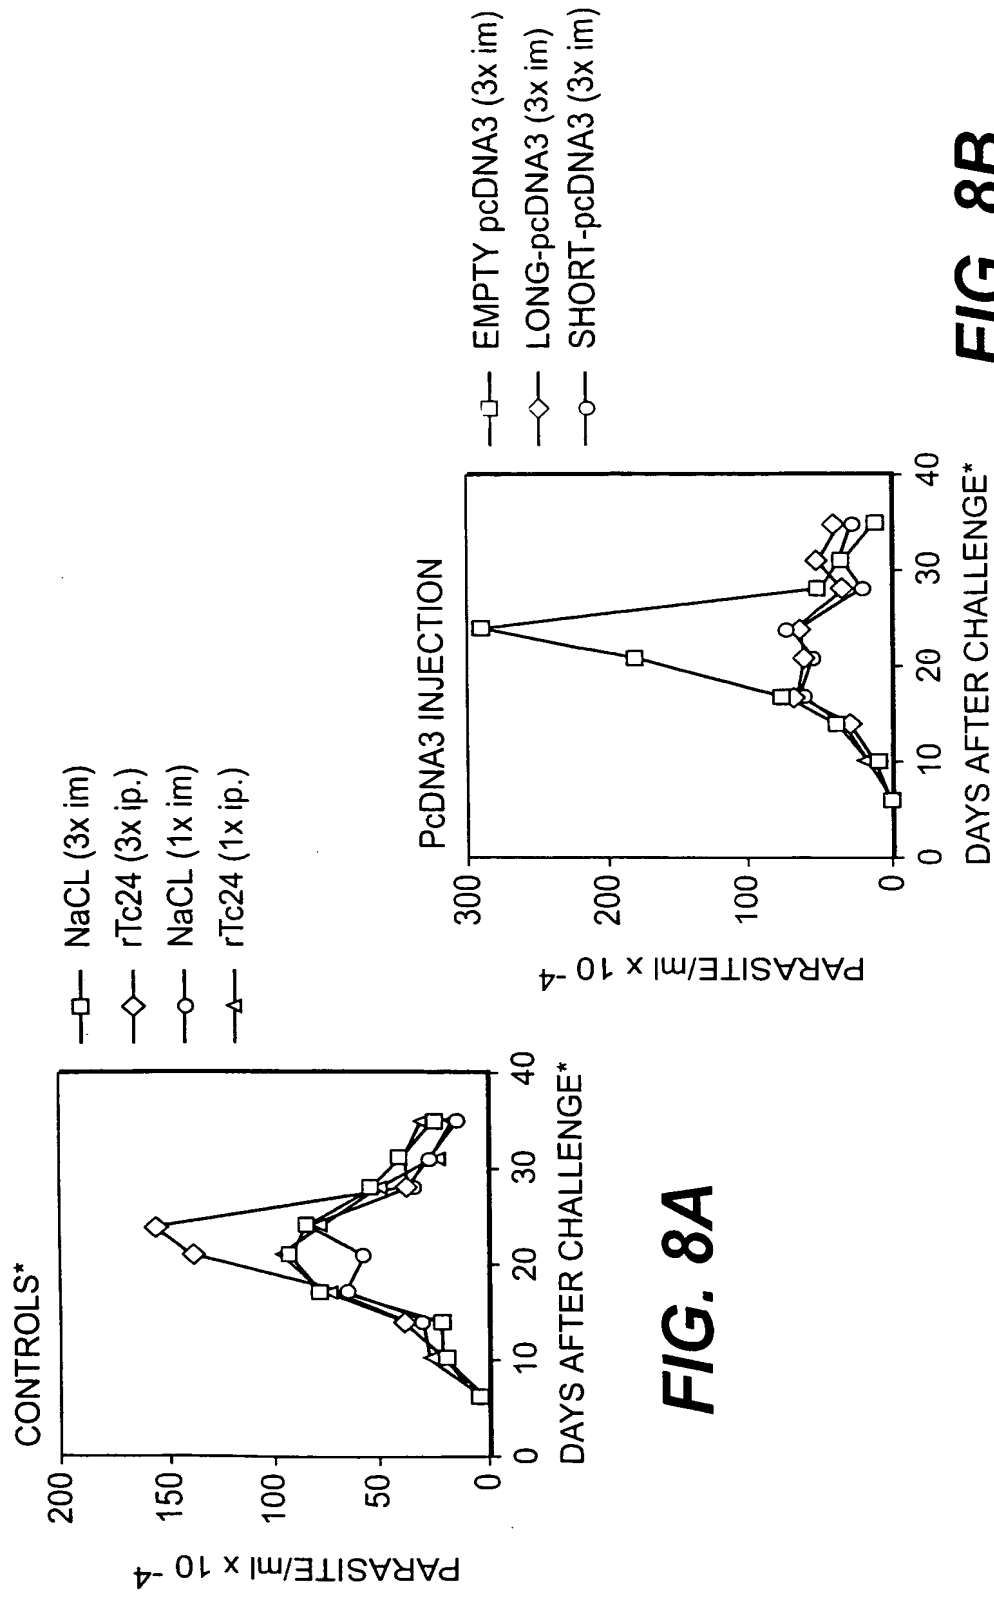 CONTROLS*
NaCL (3x im)
rTc24 (3x ip.)
NaCL (1x im)
rTc24 (1x ip.)
PARASITE/ml x 10 -4
200
150
100
50
0
0 10 20 30 40
DAYS AFTER CHALLENGE*
FIG. 8A
PcDNA3 INJECTION
EMPTY pcDNA3 (3x im)
LONG-pcDNA3 (3x im)
SHORT-pcDNA3 (3x im)
PARASITE/ml x 10 -4
300
200
100
0
0 10 20 30 40
DAYS AFTER CHALLENGE*
FIG. 8B